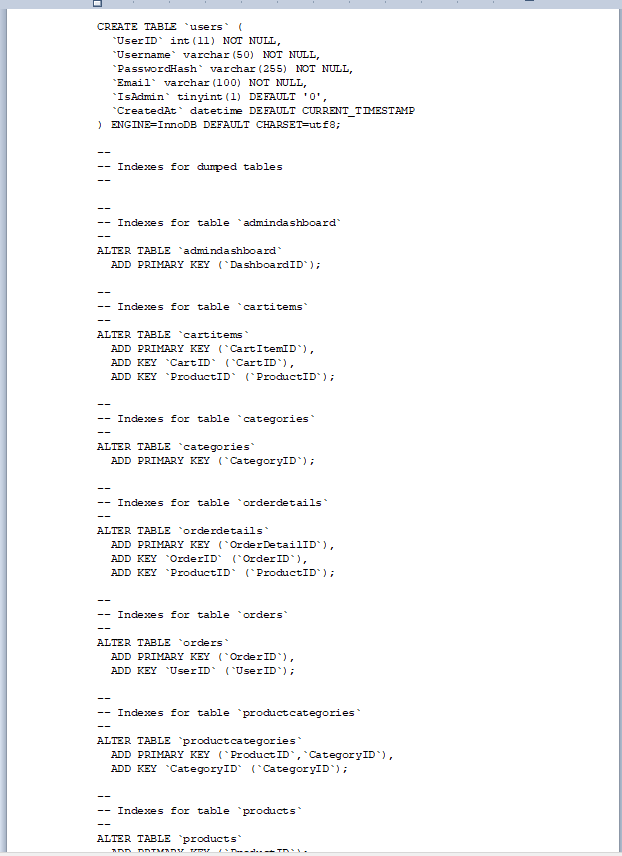 CREATE TABLE `users` (
  `UserID` int(11) NOT NULL,
  `Username` varchar(50) NOT NULL,
  `PasswordHash` varchar(255) NOT NULL,
  `Email` varchar(100) NOT NULL,
  `IsAdmin` tinyint(1) DEFAULT '0',
  `CreatedAt` datetime DEFAULT CURRENT_TIMESTAMP
) ENGINE=InnoDB DEFAULT CHARSET=utf8;
--
-- Indexes for dumped tables
--
--
-- Indexes for table `admindashboard`
--
ALTER TABLE `admindashboard`
  ADD PRIMARY KEY (`DashboardID`);
--
-- Indexes for table `cartitems`
--
ALTER TABLE `cartitems`
  ADD PRIMARY KEY (`CartItemID`),
  ADD KEY `CartID` (`CartID`),
  ADD KEY `ProductID` (`ProductID`);
--
-- Indexes for table `categories`
--
ALTER TABLE `categories`
  ADD PRIMARY KEY (`CategoryID`);
--
-- Indexes for table `orderdetails`
--
ALTER TABLE `orderdetails`
  ADD PRIMARY KEY (`OrderDetailID`),
  ADD KEY `OrderID` (`OrderID`),
  ADD KEY `ProductID` (`ProductID`);
--
-- Indexes for table `orders`
--
ALTER TABLE `orders`
  ADD PRIMARY KEY (`OrderID`),
  ADD KEY `UserID` (`UserID`);
--
-- Indexes for table `productcategories`
--
ALTER TABLE `productcategories`
  ADD PRIMARY KEY (`ProductID`,`CategoryID`),
  ADD KEY `CategoryID` (`CategoryID`);
--
-- Indexes for table `products`
--
ALTER TABLE `products`
  ADD PRIMARY KEY (`ProductID`);